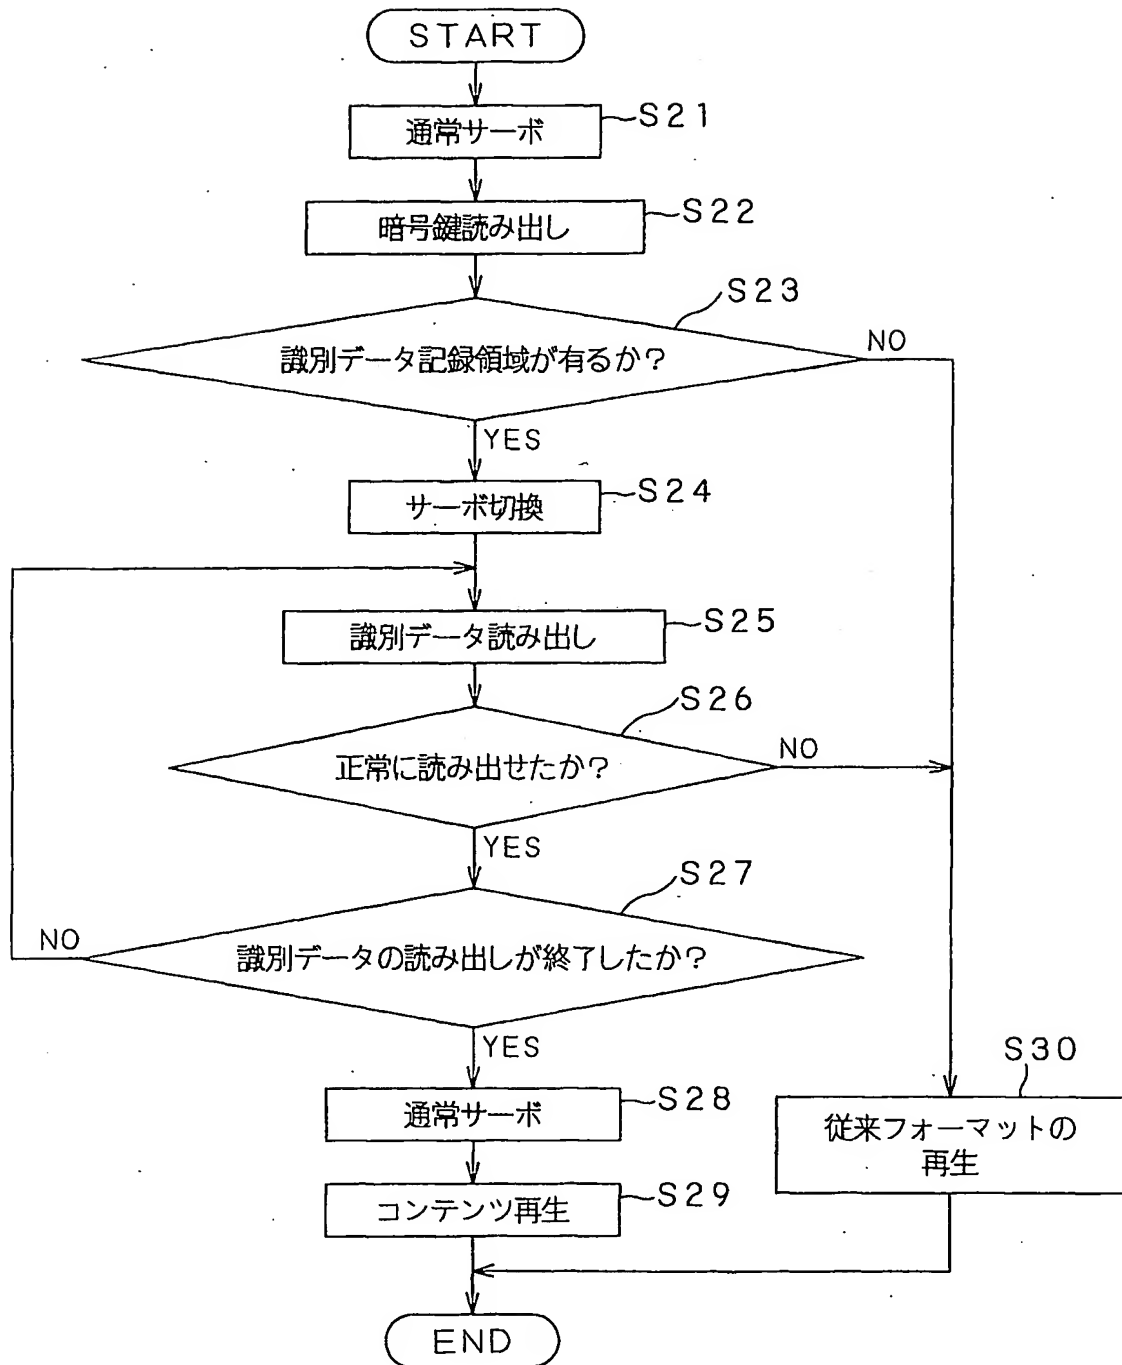 START
通常サーボ
S21
暗号鍵読み出し
S22
S23
識別データ記録領域が有るか？
NO
YES
サーボ切換
S24
識別データ読み出し
S25
S26
正常に読み出せたか？
NO
YES
S27
識別データの読み出しが終了したか？
NO
YES
通常サーボ
S28
S30
従来フォーマットの
再生
コンテンツ再生
S29
END